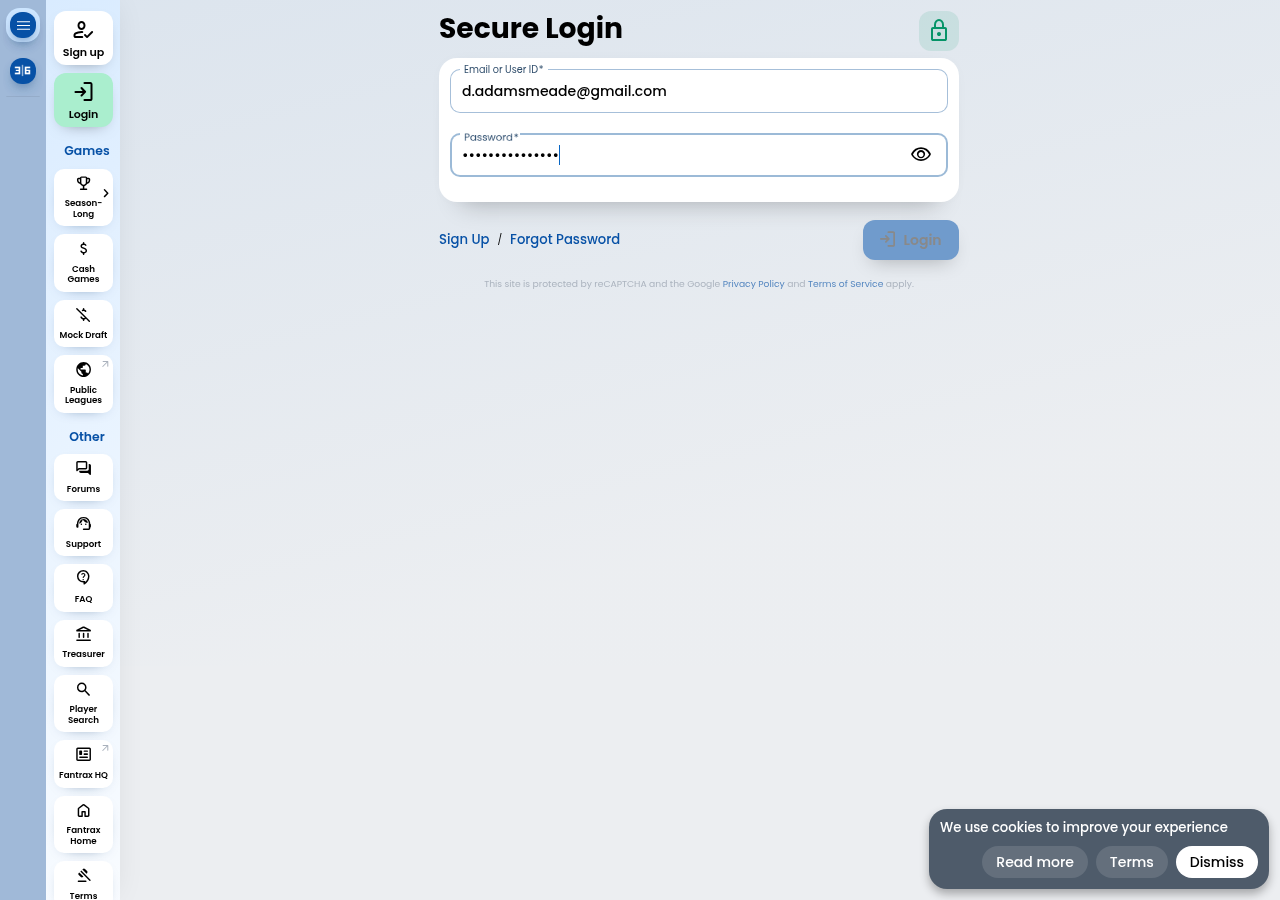 Sign up
Login
Games
Season-
Long
Cash
Games
Mock Draft
Public
Leagues
Other
Forums
Support
FAQ
Treasurer
Player
Search
Fantrax HQ
Fantrax
Home
Terms
Secure Login
Email or User ID*
d.adamsmeade@gmail.com
Password*
•••••••••••••••
Sign Up / Forgot Password
Login
This site is protected by reCAPTCHA and the Google Privacy Policy and Terms of Service apply.
We use cookies to improve your experience
Read more
Terms
Dismiss